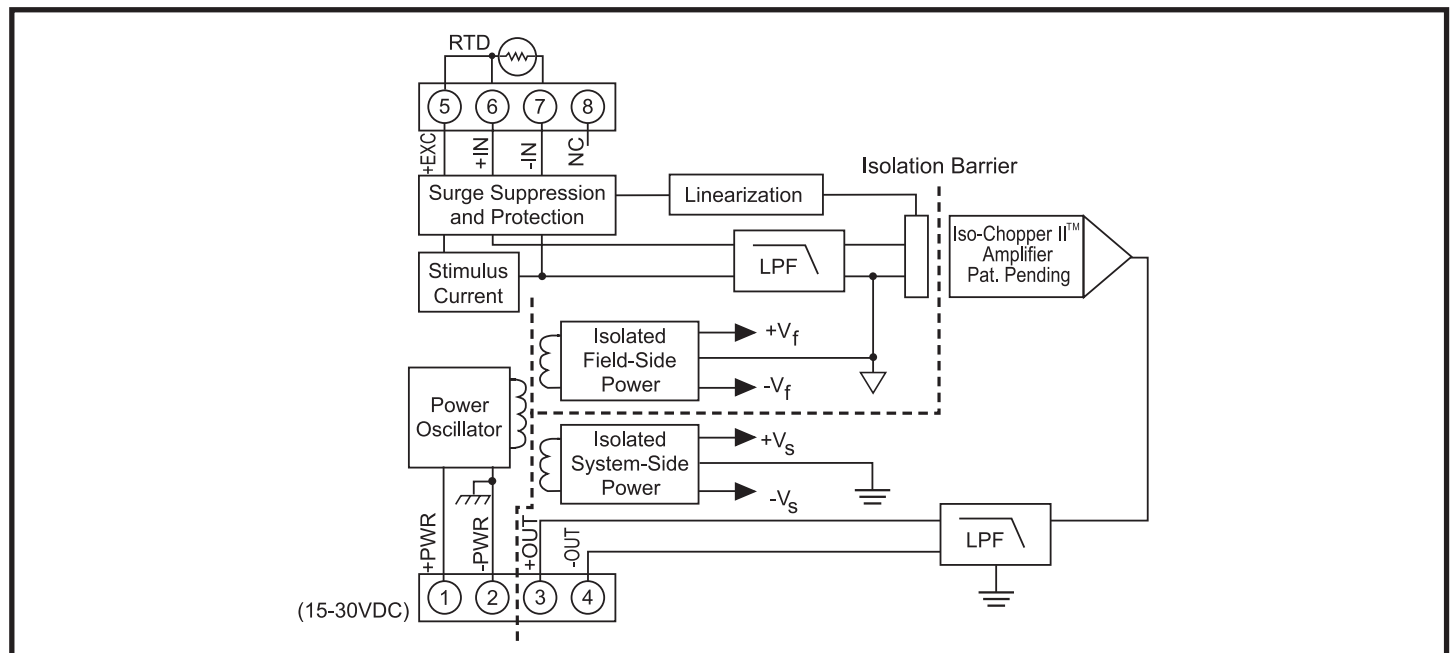 RTD
5 6 7 8
+EXC
+IN
-IN
NC
Isolation Barrier
Surge Suppression
and Protection
Linearization
Iso-Chopper II™
Amplifier
Pat. Pending
LPF
Stimulus
Current
Isolated
Field-Side
Power
+Vf
-Vf
Power
Oscillator
Isolated
System-Side
Power
+Vs
-Vs
+PWR
-PWR
+OUT
-OUT
LPF
(15-30VDC)
1 2 3 4